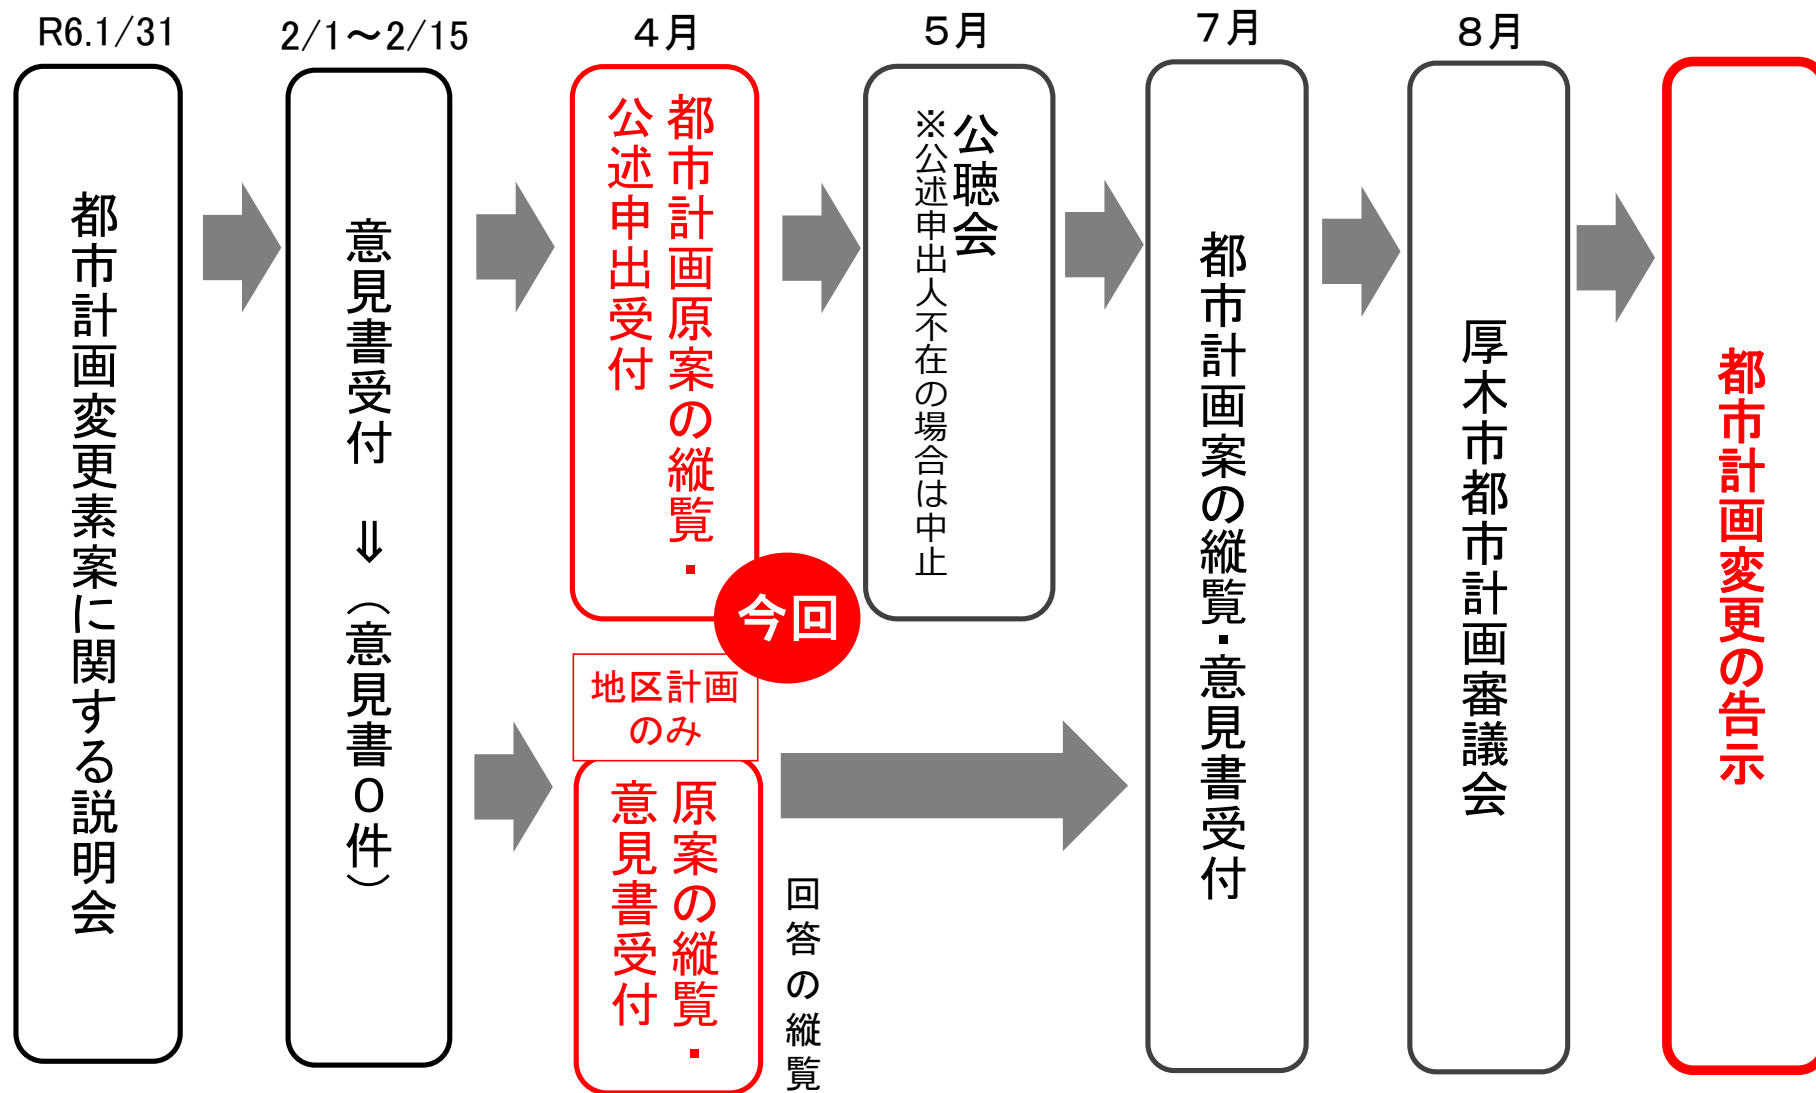 R6.1/31
都市計画変更素案に関する説明会
2/1～2/15
意見書受付　⇓（意見書０件）
４月
都市計画原案の縦覧・
公述申出受付
今回
地区計画
のみ
原案の縦覧・
意見書受付
回答の縦覧
５月
公聴会
※公述申出人不在の場合は中止
７月
都市計画案の縦覧・意見書受付
８月
厚木市都市計画審議会
都市計画変更の告示